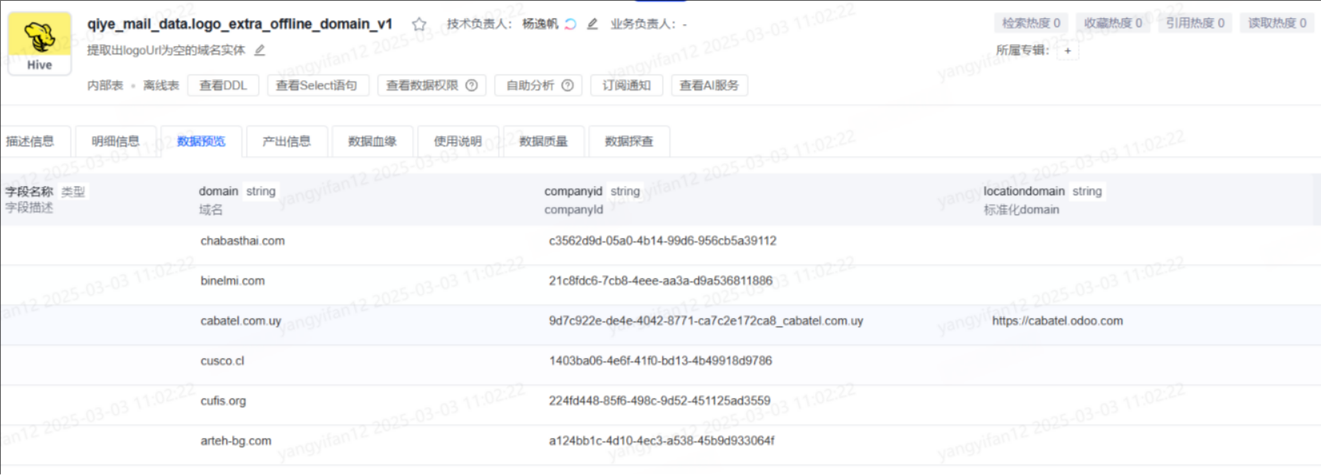 qiye_mail_data.logo_extra_offline_domain_v1 技术负责人： 杨逸帆 业务负责人： - 检索热度 0 收藏热度 0 引用热度 0 读取热度 0
提取出logoUrl为空的域名实体 所属专辑： +
Hive
内部表 离线表 查看DDL 查看Select语句 查看数据权限 自助分析 订阅通知 查看AI服务
描述信息 明细信息 数据预览 产出信息 数据血缘 使用说明 数据质量 数据探查
字段名称 类型 domain string companyid string locationdomain string
字段描述 域名 companyId 标准化domain
chabasthai.com c3562d9d-05a0-4b14-99d6-956cb5a39112
binelmi.com 21c8fdc6-7cb8-4eee-aa3a-d9a536811886
cabatel.com.uy 9d7c922e-de4e-4042-8771-ca7c2e172ca8_cabatel.com.uy https://cabatel.odoo.com
cusco.cl 1403ba06-4e6f-41f0-bd13-4b49918d9786
cufis.org 224fd448-85f6-498c-9d52-451125ad3559
arteh-bg.com a124bb1c-4d10-4ec3-a538-45b9d933064f
yangyifan12 2025-03-03 11:02:22